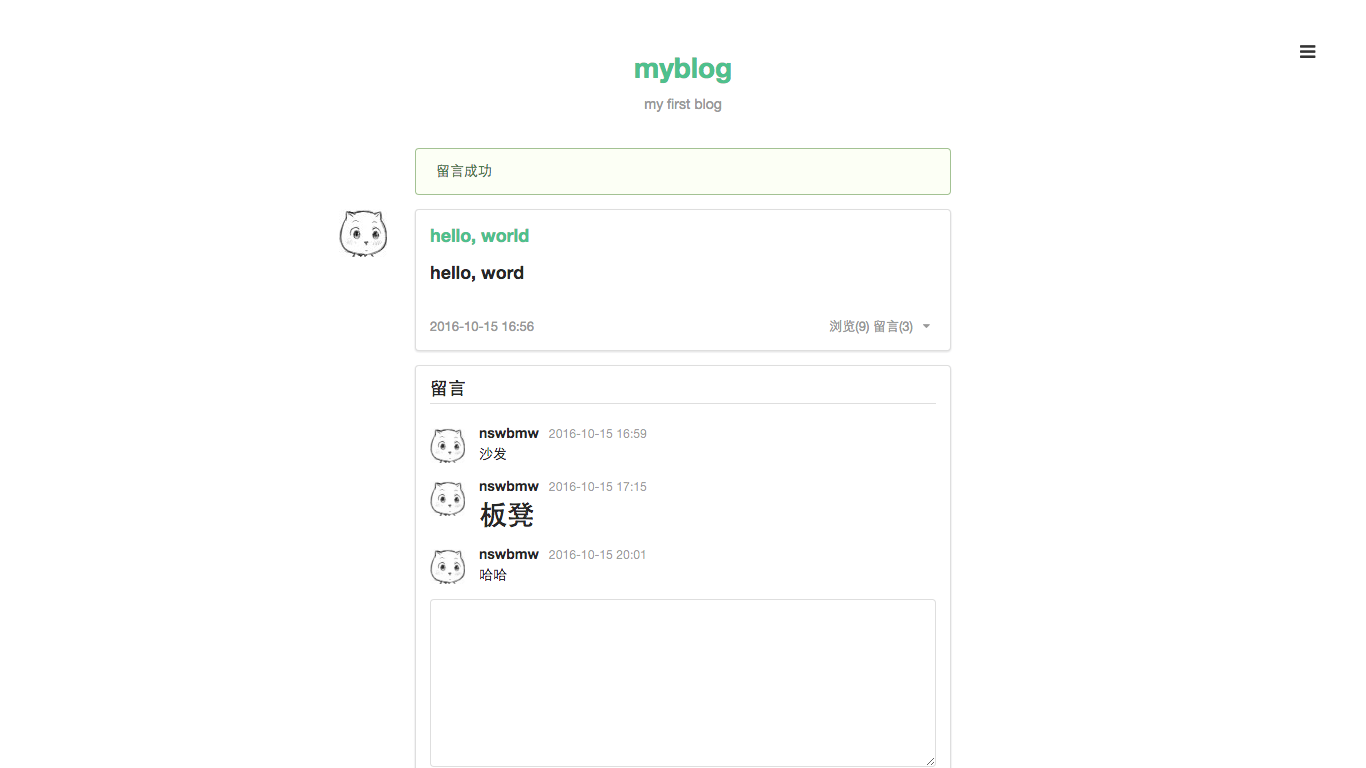 myblog
my first blog
留言成功
hello, world
hello, word
2016-10-15 16:56 浏览(9) 留言(3)
留言
nswbmw 2016-10-15 16:59
沙发
nswbmw 2016-10-15 17:15
板凳
nswbmw 2016-10-15 20:01
哈哈